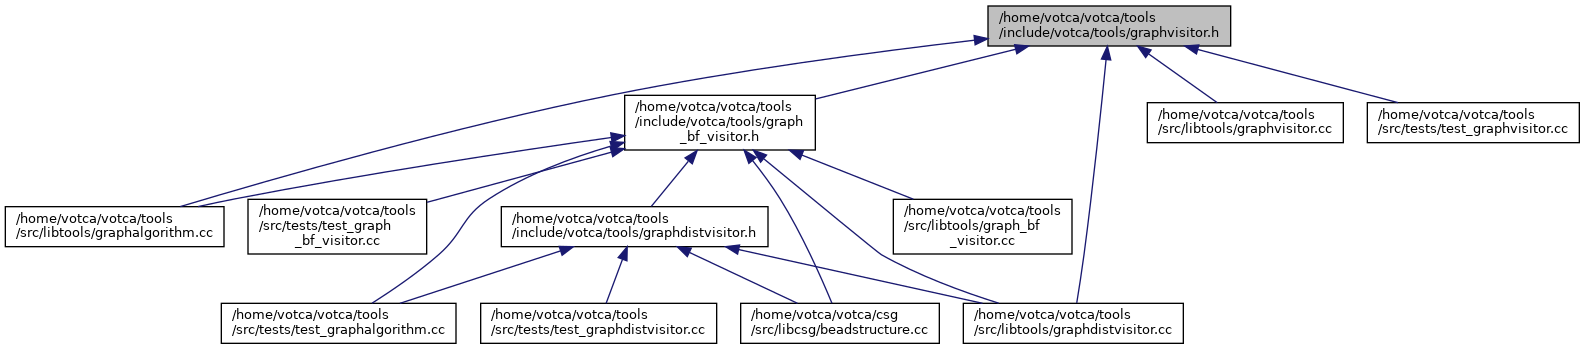 /home/votca/votca/tools
/include/votca/tools/graphvisitor.h
/home/votca/votca/tools
/include/votca/tools/graph
_bf_visitor.h
/home/votca/votca/tools
/src/libtools/graphvisitor.cc
/home/votca/votca/tools
/src/tests/test_graphvisitor.cc
/home/votca/votca/tools
/src/libtools/graphalgorithm.cc
/home/votca/votca/tools
/src/tests/test_graph
_bf_visitor.cc
/home/votca/votca/tools
/include/votca/tools/graphdistvisitor.h
/home/votca/votca/tools
/src/libtools/graph_bf
_visitor.cc
/home/votca/votca/tools
/src/tests/test_graphalgorithm.cc
/home/votca/votca/tools
/src/tests/test_graphdistvisitor.cc
/home/votca/votca/csg
/src/libcsg/beadstructure.cc
/home/votca/votca/tools
/src/libtools/graphdistvisitor.cc